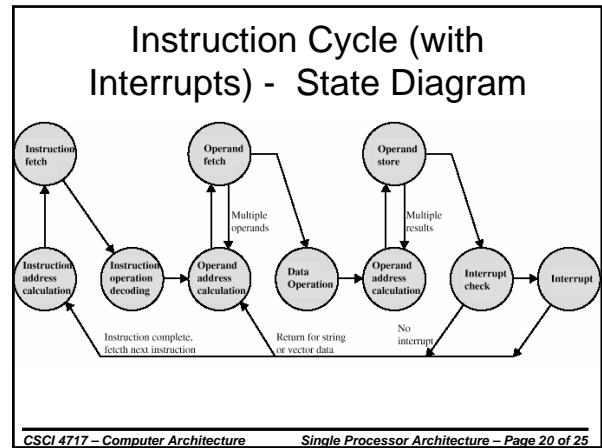 Instruction Cycle (with
Interrupts) - State Diagram
Instruction
fetch
Operand
fetch
Operand
store
Multiple
operands
Multiple
results
Instruction
address
calculation
Instruction
operation
decoding
Operand
address
calculation
Data
Operation
Operand
address
calculation
Interrupt
check
Interrupt
Instruction complete,
fetcth next instruction
Return for string
or vector data
No
interrupt
CSCI 4717 – Computer Architecture
Single Processor Architecture – Page 20 of 25